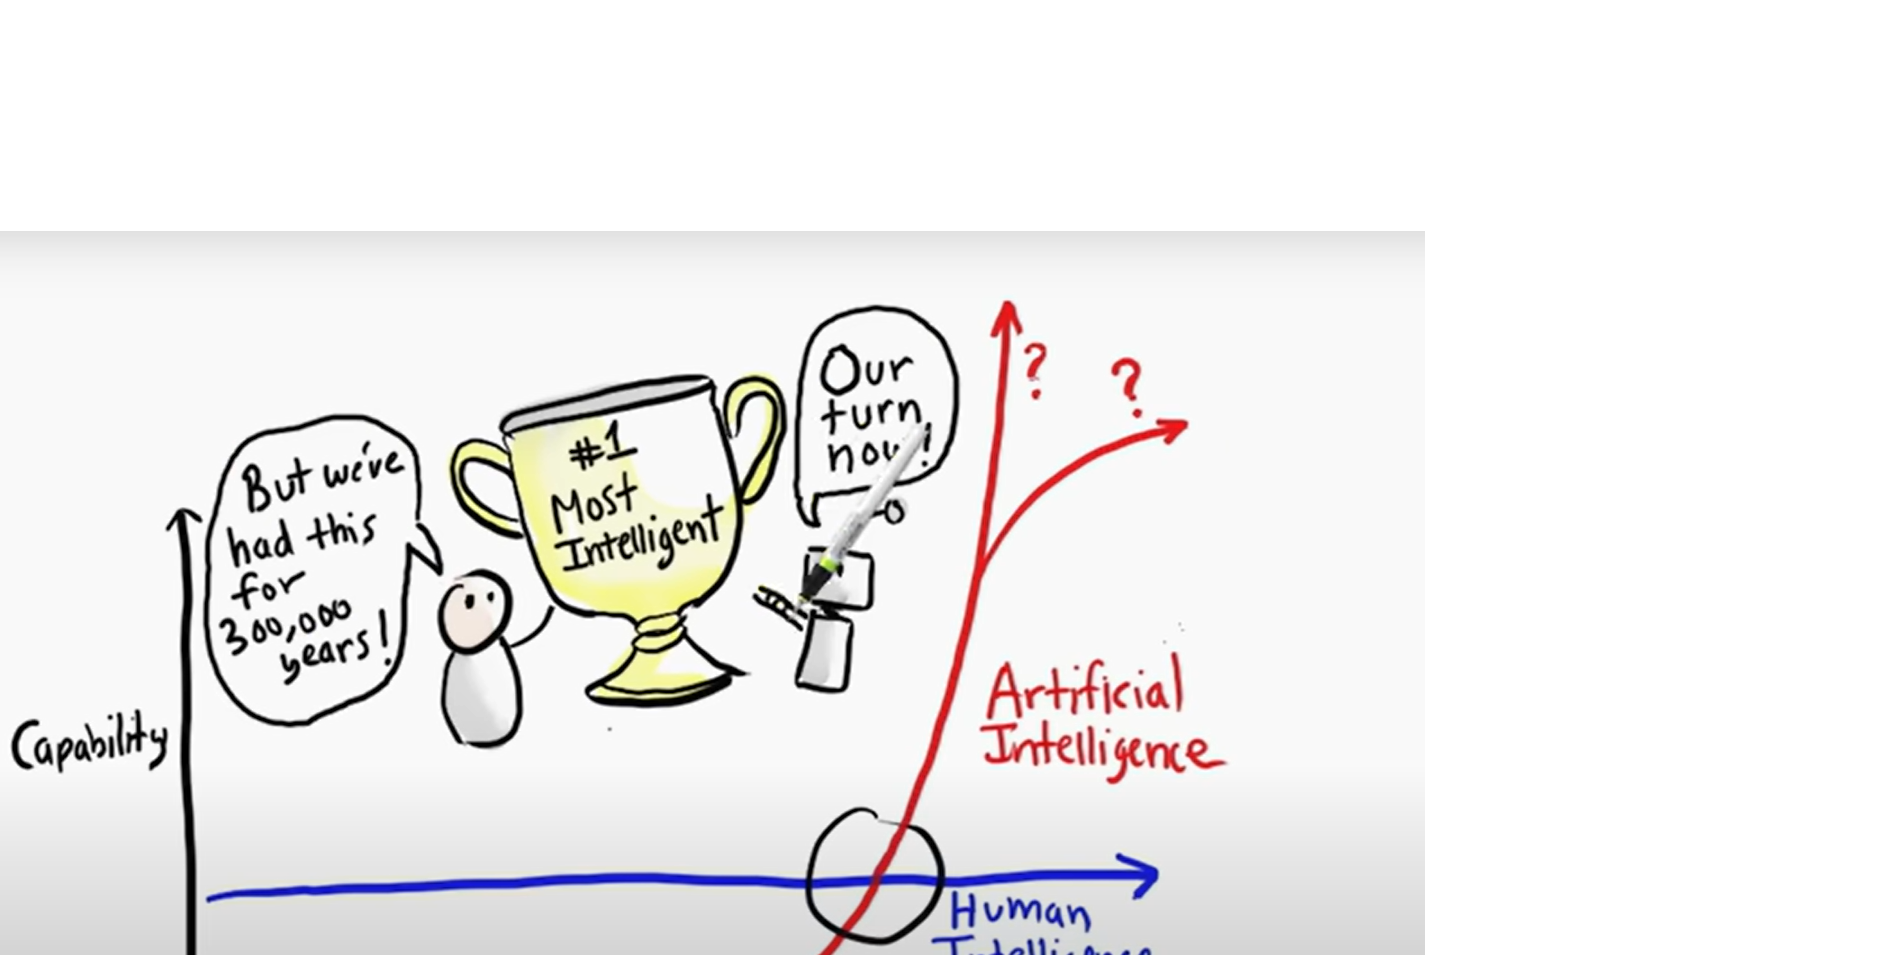 Our
turn
now!
?
?
But we've
had this
for
300,000
years!
#1
Most
Intelligent
Capability
Artificial
Intelligence
Human
Intelligence